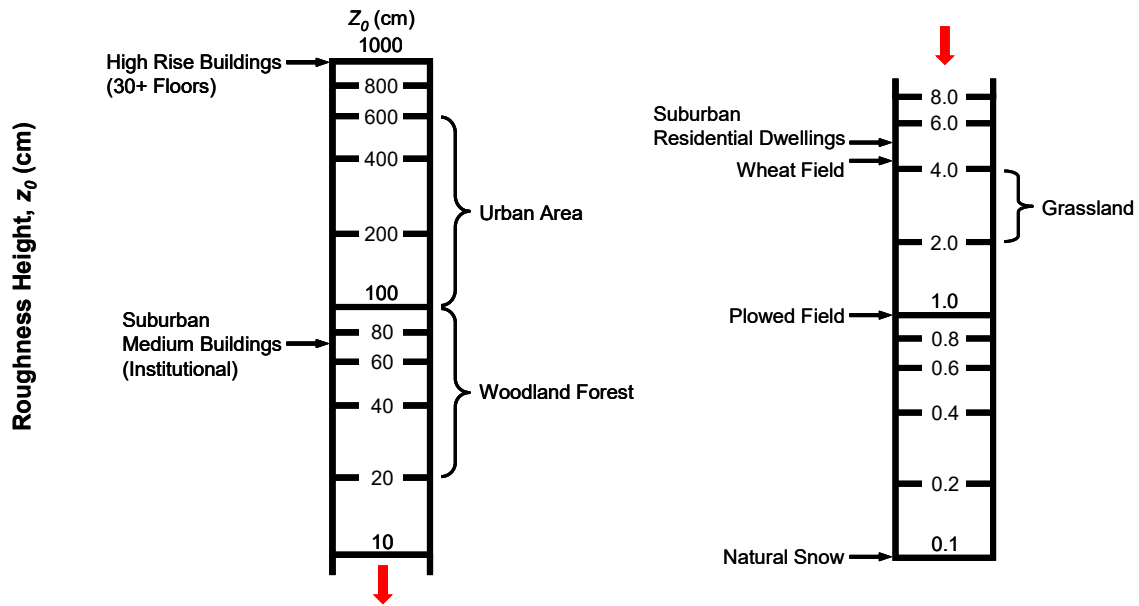 Roughness Height, z0 (cm)
Z0 (cm)
1000
High Rise Buildings
(30+ Floors)
800
600
400
200
Urban Area
100
Suburban
Medium Buildings
(Institutional)
80
60
40
20
Woodland Forest
10
8.0
6.0
Suburban
Residential Dwellings
Wheat Field
4.0
2.0
Grassland
1.0
Plowed Field
0.8
0.6
0.4
0.2
0.1
Natural Snow